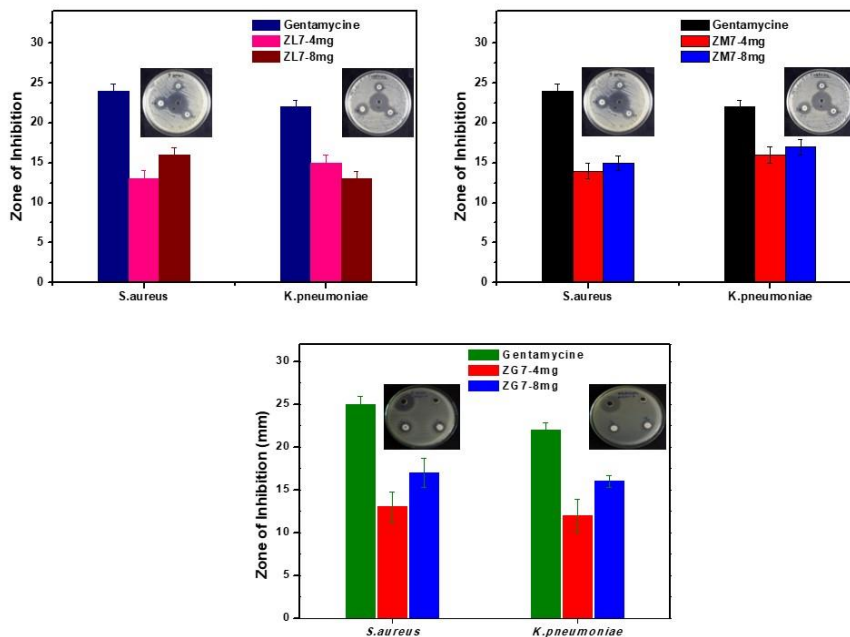 Zone of Inhibition
30
25
20
15
10
5
0
Gentamycine
ZL7-4mg
ZL7-8mg
S.aureus
K.pneumoniae
Zone of Inhibition
30
25
20
15
10
5
0
Gentamycine
ZM7-4mg
ZM7-8mg
S.aureus
K.pneumoniae
Zone of Inhibition (mm)
30
25
20
15
10
5
0
Gentamycine
ZG7-4mg
ZG7-8mg
S.aureus
K.pneumoniae